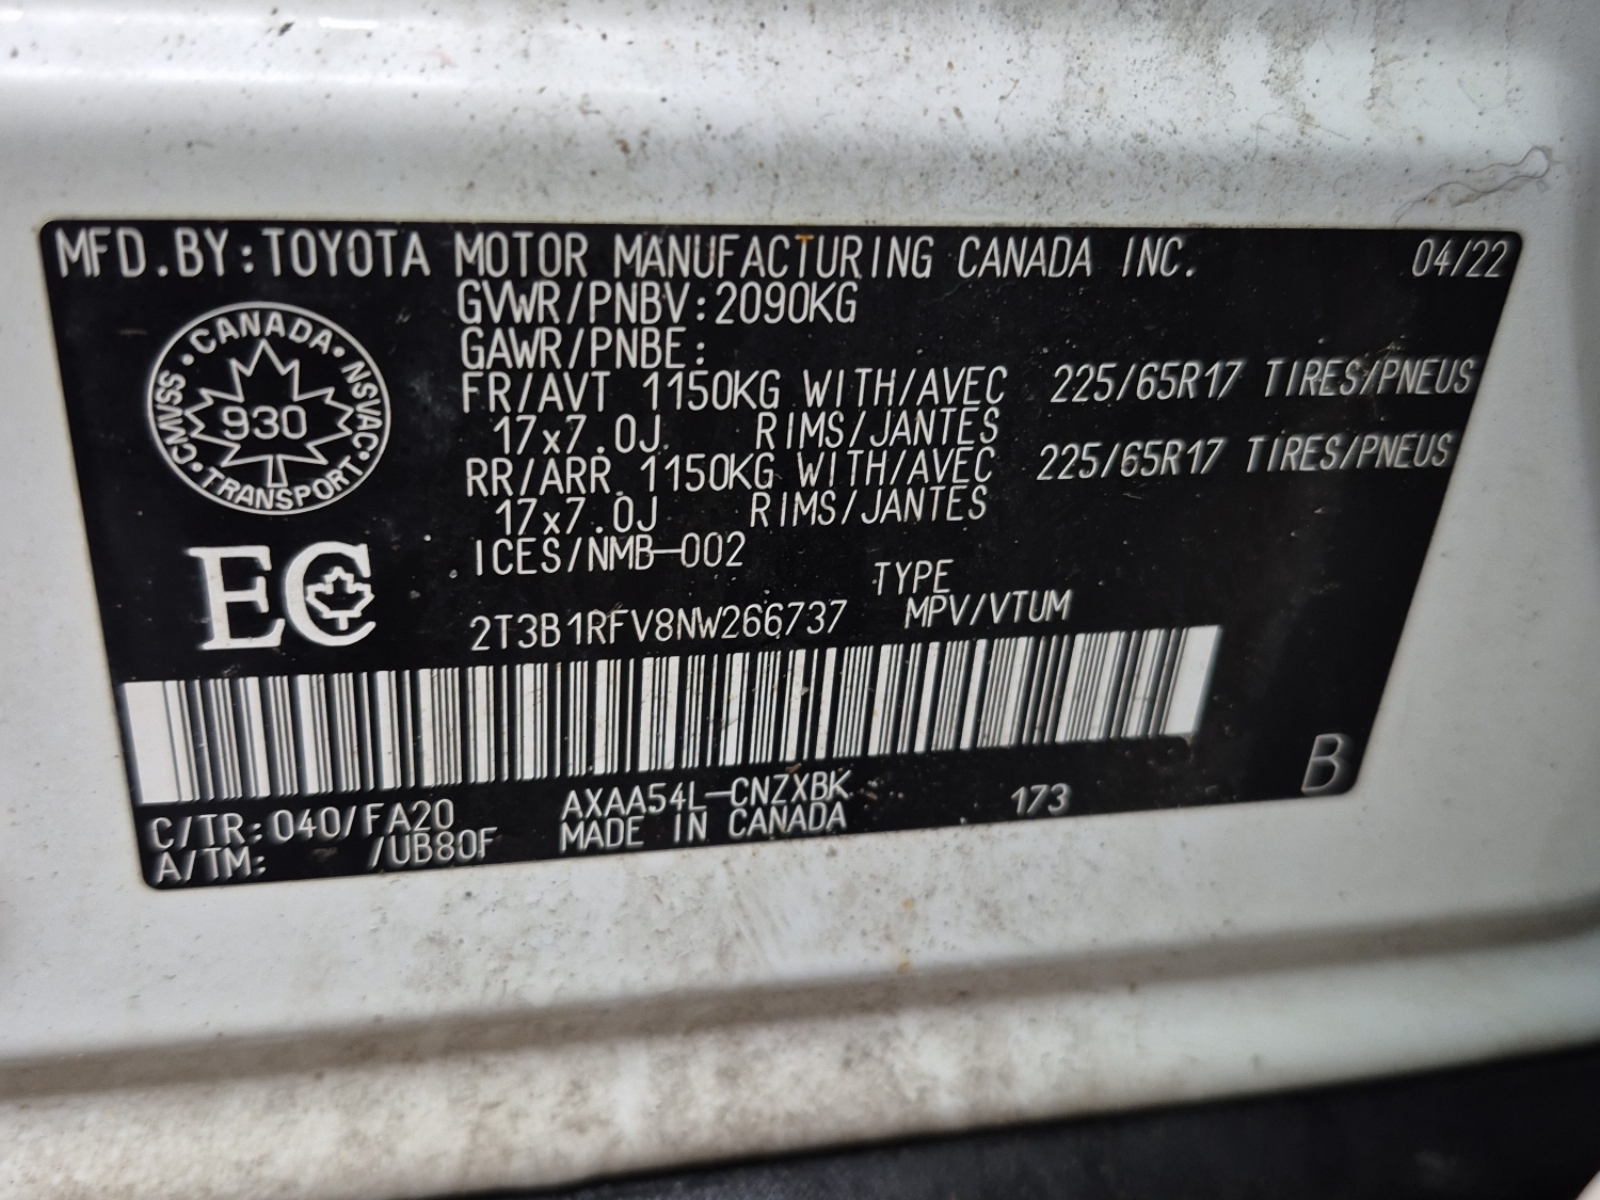 MFD.BY:TOYOTA MOTOR MANUFACTURING CANADA INC. 04/22
GVWR/PNBV:2090KG
GAWR/PNBE:
FR/AVT 1150KG WITH/AVEC 225/65R17 TIRES/PNEUS
17x7.0J RIMS/JANTES
RR/ARR 1150KG WITH/AVEC 225/65R17 TIRES/PNEUS
17x7.0J RIMS/JANTES
ICES/NMB-002
CANADA • NSVAC • TRANSPORT • CMVSS •
930
EC
TYPE
2T3B1RFV8NW266737 MPV/VTUM
C/TR:040/FA20 AXAA54L-CNZXBK 173 B
A/TM: /UB80F MADE IN CANADA